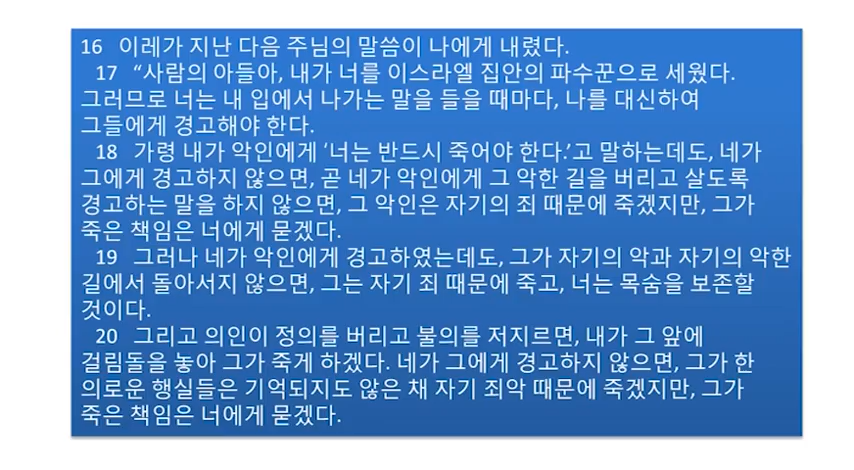 16 이레가 지난 다음 주님의 말씀이 나에게 내렸다.
17 “사람의 아들아, 내가 너를 이스라엘 집안의 파수꾼으로 세웠다.
그러므로 너는 내 입에서 나가는 말을 들을 때마다, 나를 대신하여
그들에게 경고해야 한다.
18 가령 내가 악인에게 ‘너는 반드시 죽어야 한다.’고 말하는데도, 네가
그에게 경고하지 않으면, 곧 네가 악인에게 그 악한 길을 버리고 살도록
경고하는 말을 하지 않으면, 그 악인은 자기의 죄 때문에 죽겠지만, 그가
죽은 책임은 너에게 묻겠다.
19 그러나 네가 악인에게 경고하였는데도, 그가 자기의 악과 자기의 악한
길에서 돌아서지 않으면, 그는 자기 죄 때문에 죽고, 너는 목숨을 보존할
것이다.
20 그리고 의인이 정의를 버리고 불의를 저지르면, 내가 그 앞에
걸림돌을 놓아 그가 죽게 하겠다. 네가 그에게 경고하지 않으면, 그가 한
의로운 행실들은 기억되지도 않은 채 자기 죄악 때문에 죽겠지만, 그가
죽은 책임은 너에게 묻겠다.